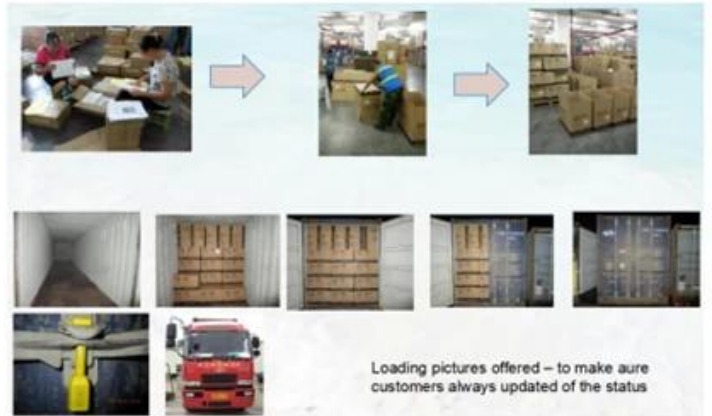 Loading pictures offered – to make aure
customers always updated of the status